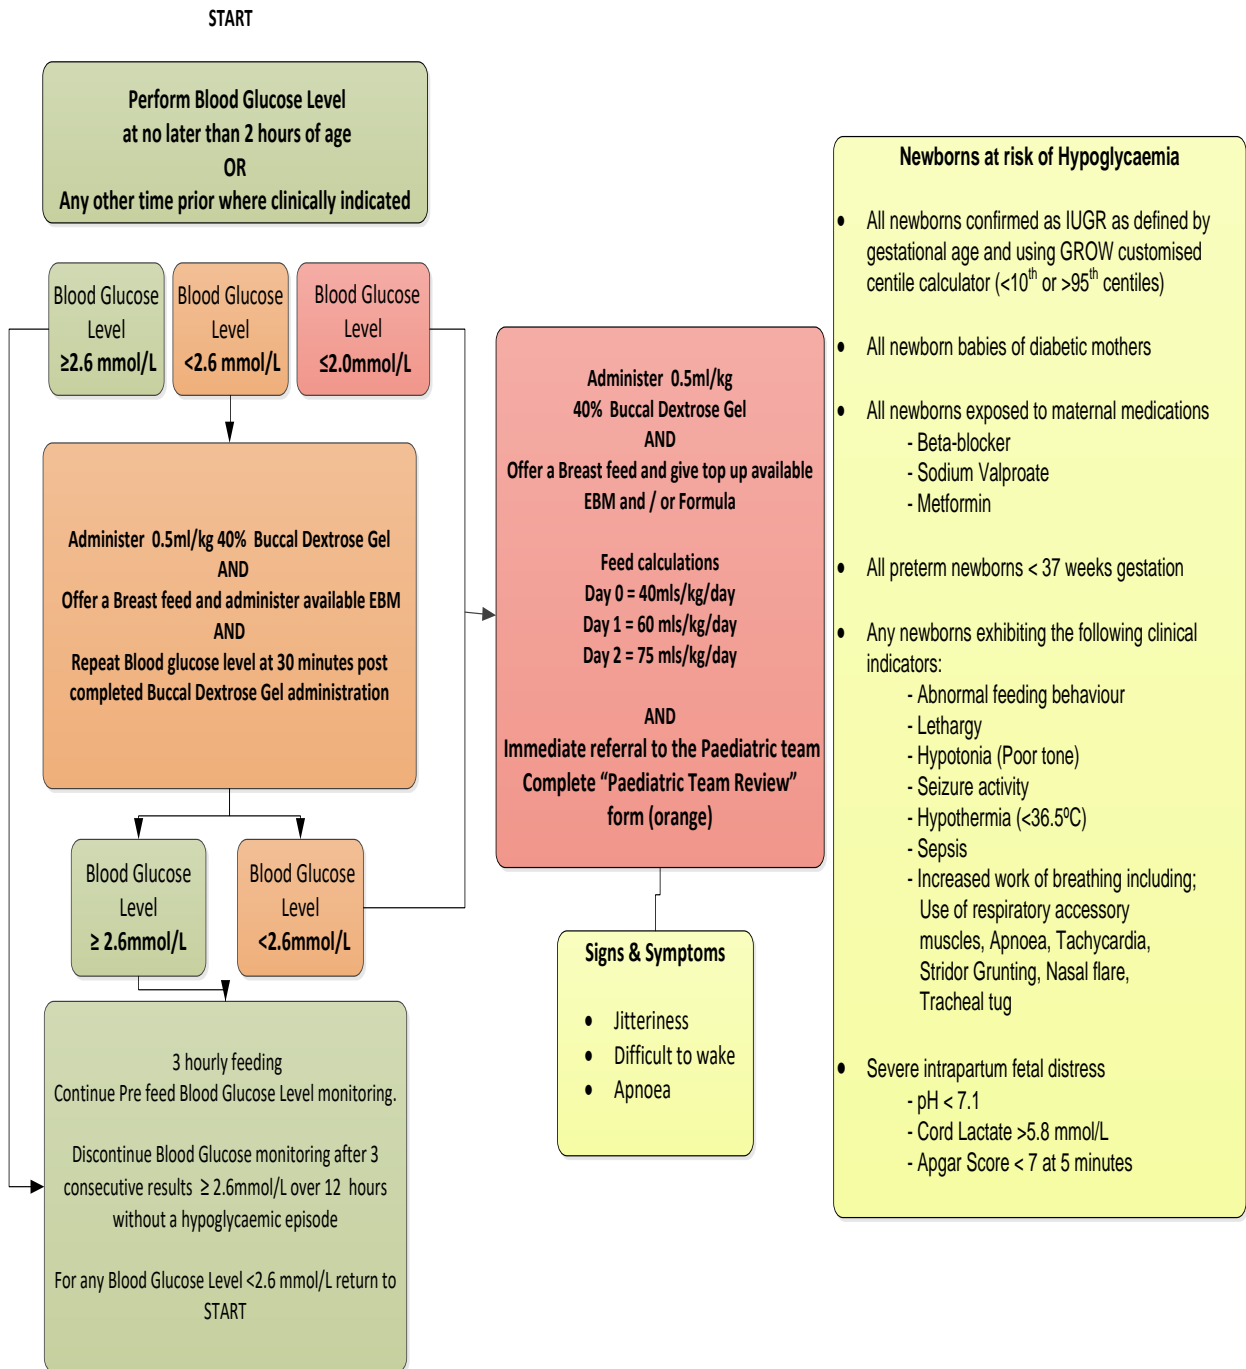 START
Perform Blood Glucose Level
at no later than 2 hours of age
OR
Any other time prior where clinically indicated
Blood Glucose
Level
≥2.6 mmol/L
Blood Glucose
Level
<2.6 mmol/L
Blood Glucose
Level
≤2.0mmol/L
Administer 0.5ml/kg 40% Buccal Dextrose Gel
AND
Offer a Breast feed and administer available EBM
AND
Repeat Blood glucose level at 30 minutes post
completed Buccal Dextrose Gel administration
Blood Glucose
Level
≥ 2.6mmol/L
Blood Glucose
Level
<2.6mmol/L
3 hourly feeding
Continue Pre feed Blood Glucose Level monitoring.
Discontinue Blood Glucose monitoring after 3
consecutive results ≥ 2.6mmol/L over 12 hours
without a hypoglycaemic episode
For any Blood Glucose Level <2.6 mmol/L return to
START
Administer 0.5ml/kg
40% Buccal Dextrose Gel
AND
Offer a Breast feed and give top up available
EBM and / or Formula
Feed calculations
Day 0 = 40mls/kg/day
Day 1 = 60 mls/kg/day
Day 2 = 75 mls/kg/day
AND
Immediate referral to the Paediatric team
Complete “Paediatric Team Review”
form (orange)
Signs & Symptoms
• Jitteriness
• Difficult to wake
• Apnoea
Newborns at risk of Hypoglycaemia
• All newborns confirmed as IUGR as defined by
gestational age and using GROW customised
centile calculator (<10th or >95th centiles)
• All newborn babies of diabetic mothers
• All newborns exposed to maternal medications
- Beta-blocker
- Sodium Valproate
- Metformin
• All preterm newborns < 37 weeks gestation
• Any newborns exhibiting the following clinical
indicators:
- Abnormal feeding behaviour
- Lethargy
- Hypotonia (Poor tone)
- Seizure activity
- Hypothermia (<36.5ºC)
- Sepsis
- Increased work of breathing including;
Use of respiratory accessory
muscles, Apnoea, Tachycardia,
Stridor Grunting, Nasal flare,
Tracheal tug
• Severe intrapartum fetal distress
- pH < 7.1
- Cord Lactate >5.8 mmol/L
- Apgar Score < 7 at 5 minutes